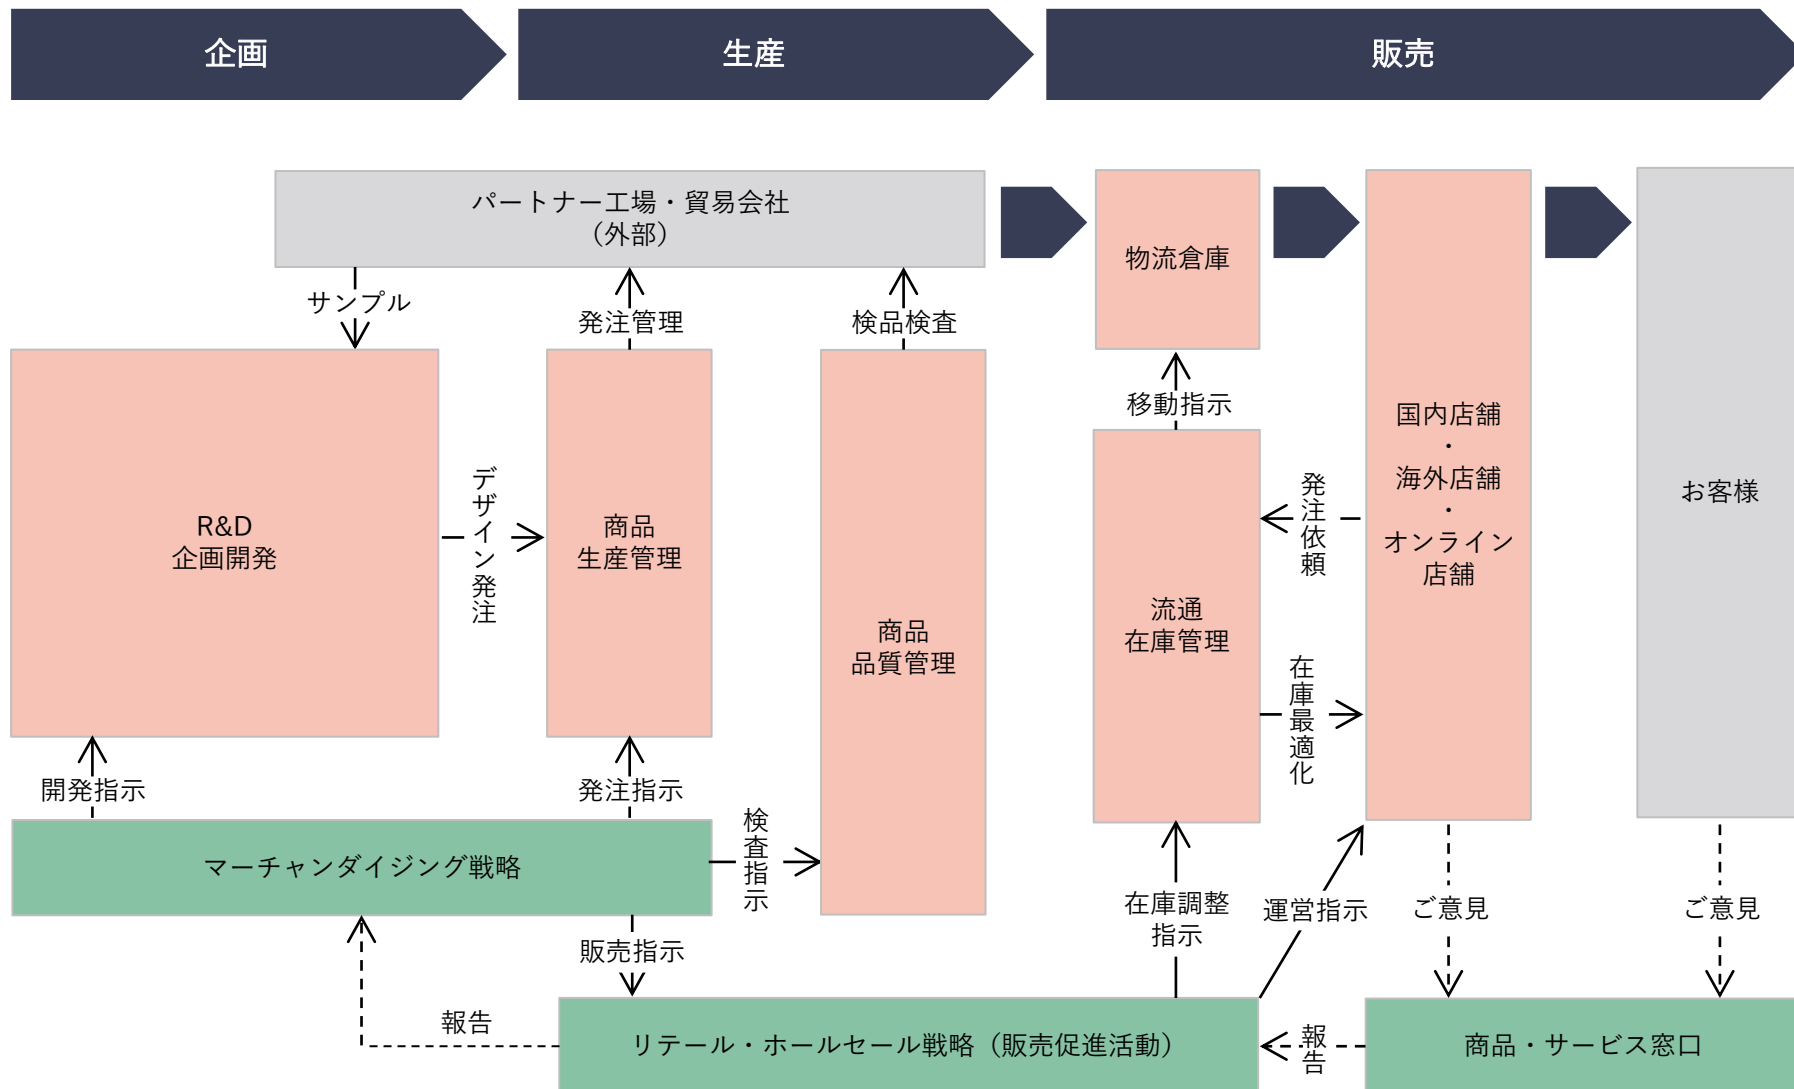 企画
生産
販売
パートナー工場・貿易会社
（外部）
物流倉庫
国内店舗
・
海外店舗
・
オンライン
店舗
お客様
サンプル
発注管理
検品検査
移動指示
R&D
企画開発
デザイン発注
商品
生産管理
商品
品質管理
流通
在庫管理
発注依頼
在庫最適化
開発指示
発注指示
検査指示
マーチャンダイジング戦略
販売指示
在庫調整
指示
運営指示
ご意見
ご意見
報告
リテール・ホールセール戦略（販売促進活動）
報告
商品・サービス窓口